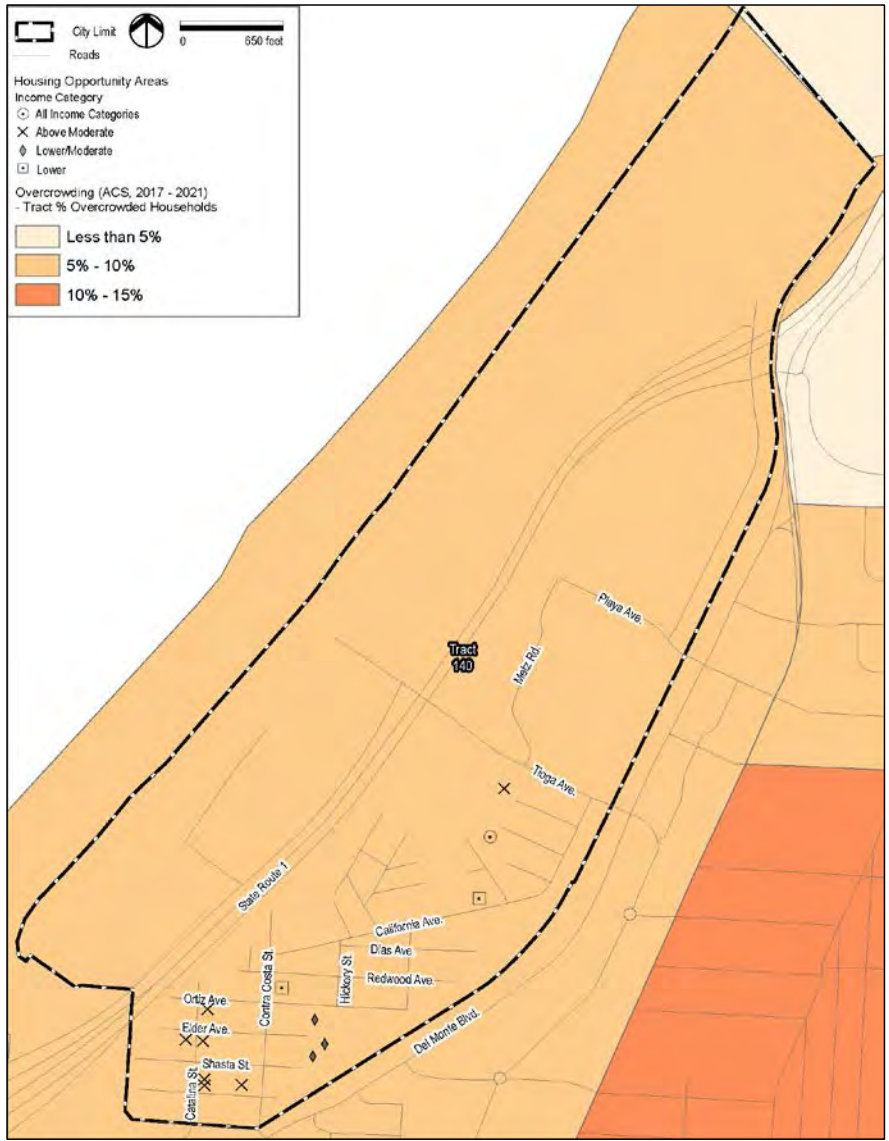 City Limit
0 650 feet
Roads
Housing Opportunity Areas
Income Category
All Income Categories
Above Moderate
Lower/Moderate
Lower
Overcrowding (ACS, 2017 - 2021)
- Tract % Overcrowded Households
Less than 5%
5% - 10%
10% - 15%
Playa Ave.
Metz Rd.
Tract
140
Tioga Ave.
State Route 1
California Ave.
Dias Ave
Redwood Ave.
Hickory St.
Contra Costa St.
Ortiz Ave.
Elder Ave.
Shasta St.
Catalina St.
Del Monte Blvd.